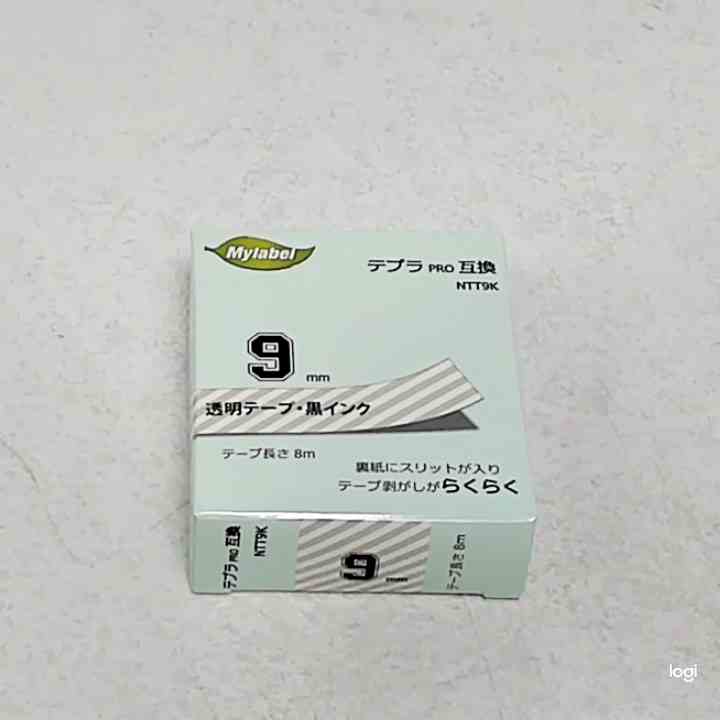 Mylabel
テプラ PRO 互換
NTT9K
9 mm
透明テープ・黒インク
テープ長さ 8m
裏紙にスリットが入り
テープ剥がしがらくらく
テプラ PRO 互換
NTT9K
9 mm
テープ長さ 8m
logi